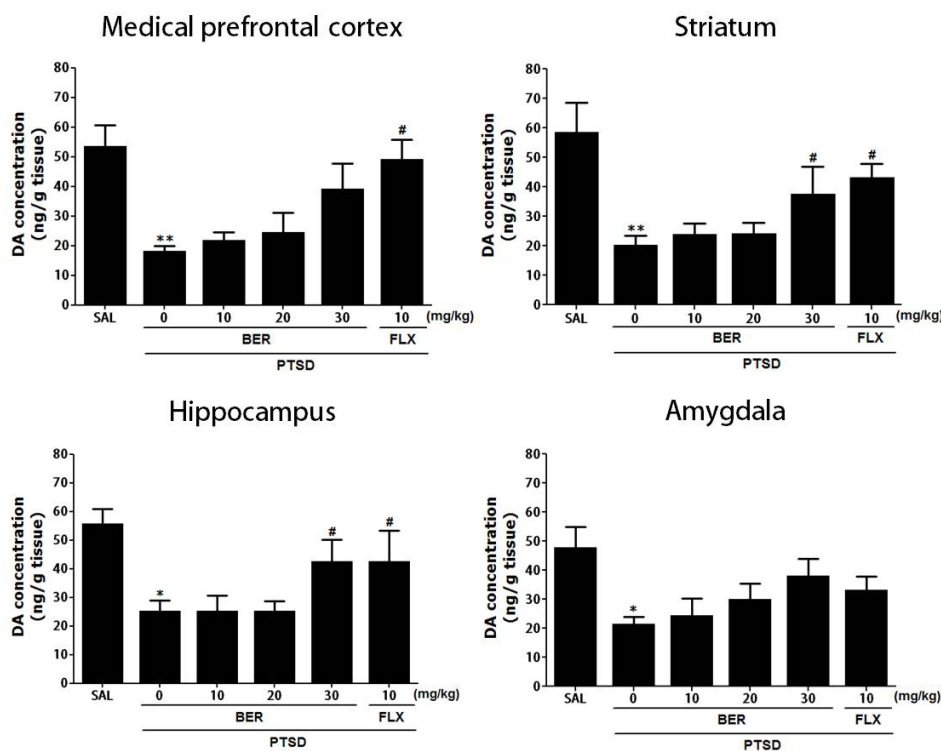 Medical prefrontal cortex
DA concentration
(ng/g tissue)
80
70
60
50
40
30
20
10
0
**
#
SAL 0 10 20 30 10 (mg/kg)
BER FLX
PTSD
Striatum
DA concentration
(ng/g tissue)
80
70
60
50
40
30
20
10
0
**
#
#
SAL 0 10 20 30 10 (mg/kg)
BER FLX
PTSD
Hippocampus
DA concentration
(ng/g tissue)
80
70
60
50
40
30
20
10
0
*
#
#
SAL 0 10 20 30 10 (mg/kg)
BER FLX
PTSD
Amygdala
DA concentration
(ng/g tissue)
80
70
60
50
40
30
20
10
0
*
SAL 0 10 20 30 10 (mg/kg)
BER FLX
PTSD